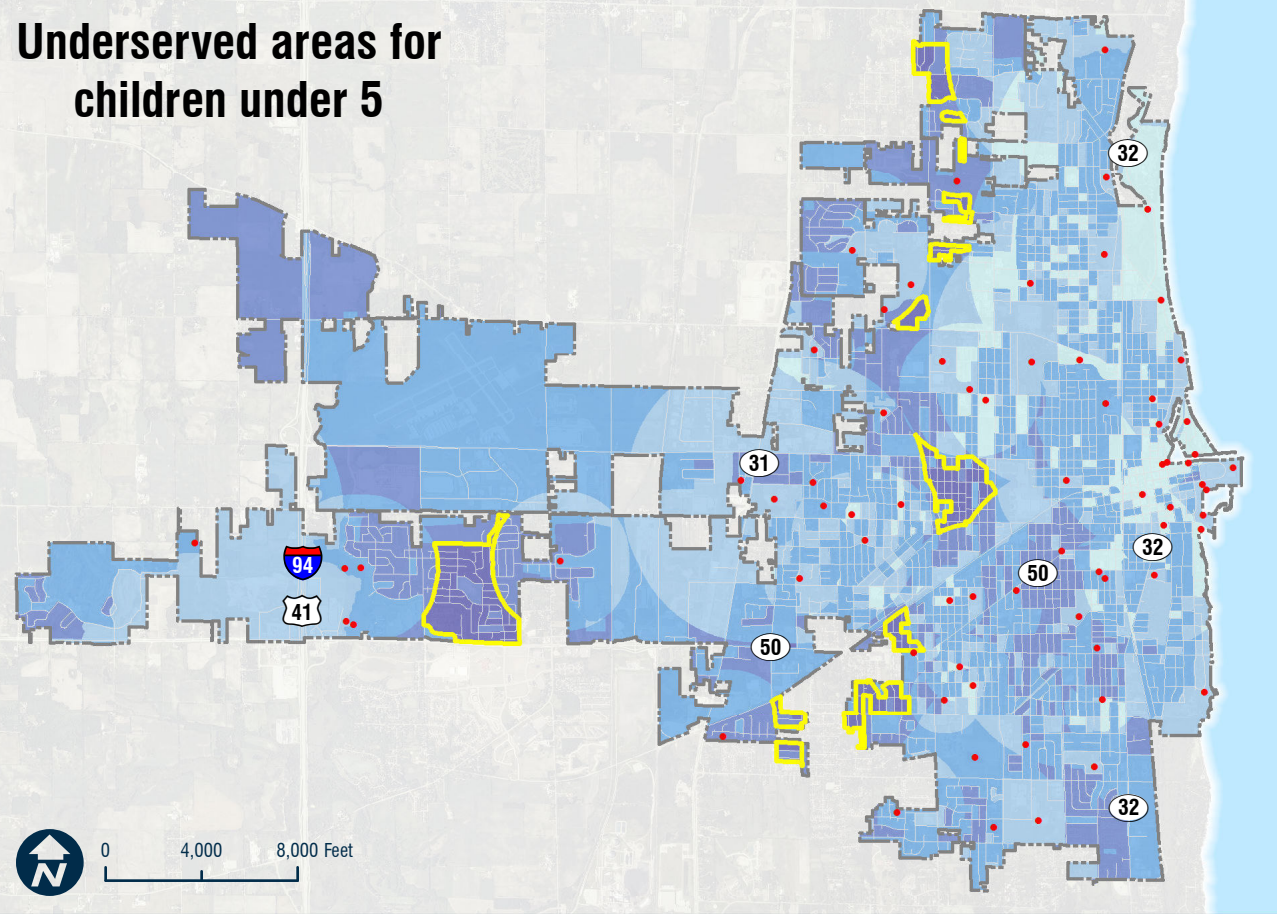 Underserved areas for
children under 5
32
31
94
32
50
41
50
32
N
0 4,000 8,000 Feet